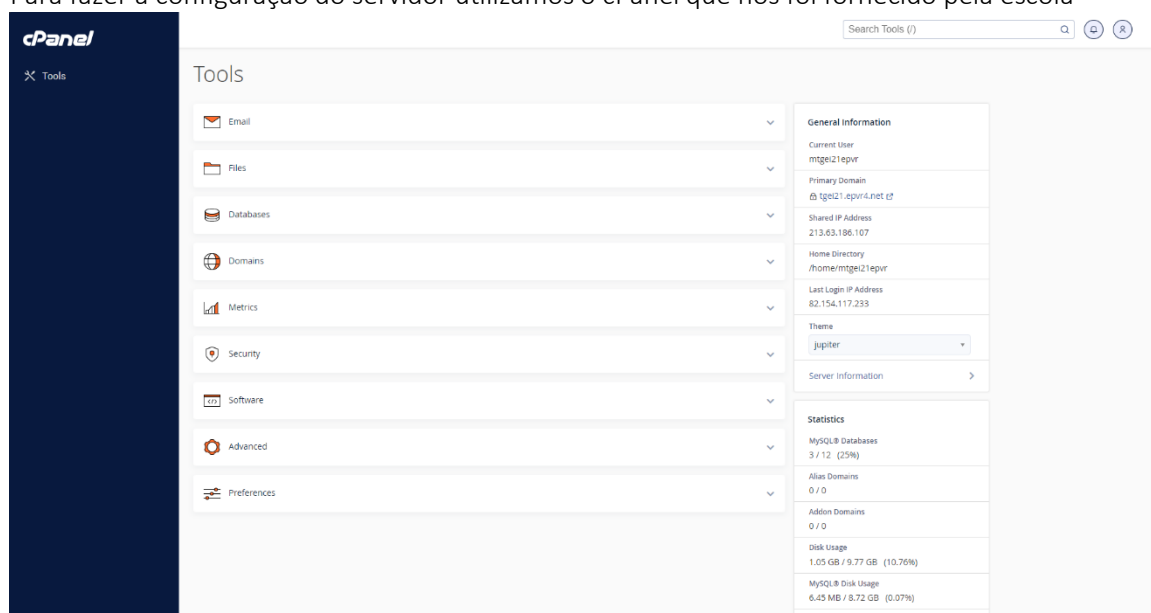 Para fazer a configuração do servidor utilizamos o cPanel que nos foi fornecido pela escola
cPanel
Search Tools (/)
Tools
Tools
Email
Files
Databases
Domains
Metrics
Security
Software
Advanced
Preferences
General Information
Current User
mtgei21epvr
Primary Domain
tgei21.epvr4.net
Shared IP Address
213.63.186.107
Home Directory
/home/mtgei21epvr
Last Login IP Address
82.154.117.233
Theme
jupiter
Server Information
Statistics
MySQL® Databases
3 / 12 (25%)
Alias Domains
0 / 0
Addon Domains
0 / 0
Disk Usage
1.05 GB / 9.77 GB (10.76%)
MySQL® Disk Usage
6.45 MB / 8.72 GB (0.07%)